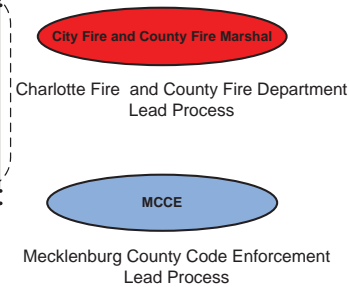 City Fire and County Fire Marshal
Charlotte Fire and County Fire Department
Lead Process
MCCE
Mecklenburg County Code Enforcement
Lead Process